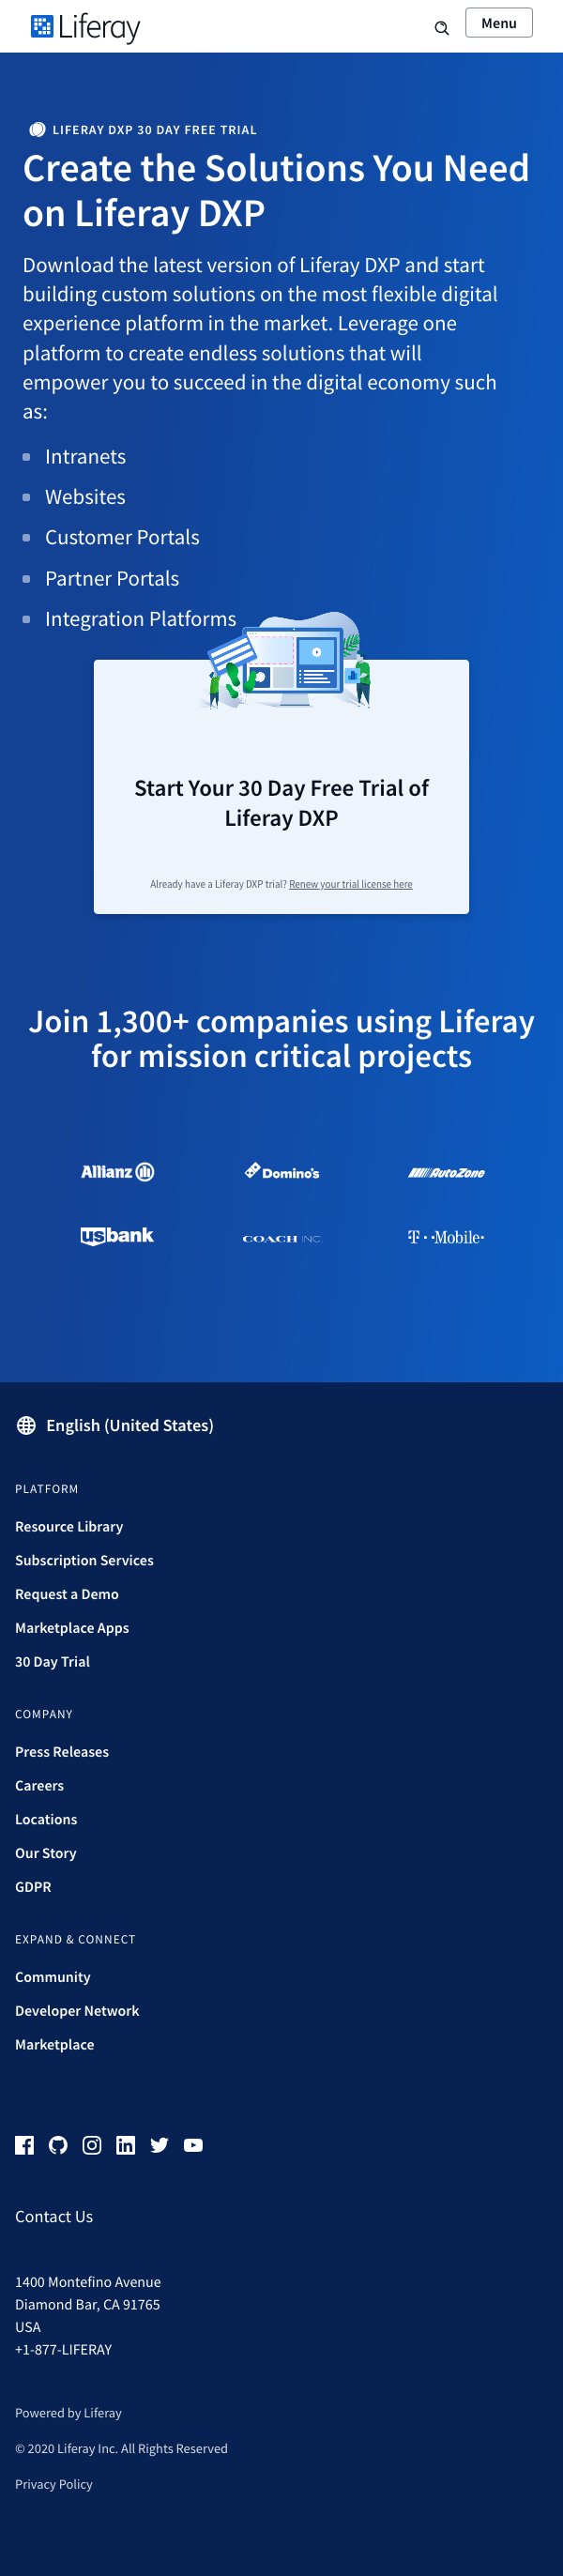 Liferay
Menu
LIFERAY DXP 30 DAY FREE TRIAL
Create the Solutions You Need
on Liferay DXP
Download the latest version of Liferay DXP and start
building custom solutions on the most flexible digital
experience platform in the market. Leverage one
platform to create endless solutions that will
empower you to succeed in the digital economy such
as:
Intranets
Websites
Customer Portals
Partner Portals
Integration Platforms
Start Your 30 Day Free Trial of
Liferay DXP
Already have a Liferay DXP trial? Renew your trial license here
Join 1,300+ companies using Liferay
for mission critical projects
Allianz Domino's AutoZone
usbank COACH INC. T Mobile
English (United States)
PLATFORM
Resource Library
Subscription Services
Request a Demo
Marketplace Apps
30 Day Trial
COMPANY
Press Releases
Careers
Locations
Our Story
GDPR
EXPAND & CONNECT
Community
Developer Network
Marketplace
Contact Us
1400 Montefino Avenue
Diamond Bar, CA 91765
USA
+1-877-LIFERAY
Powered by Liferay
© 2020 Liferay Inc. All Rights Reserved
Privacy Policy